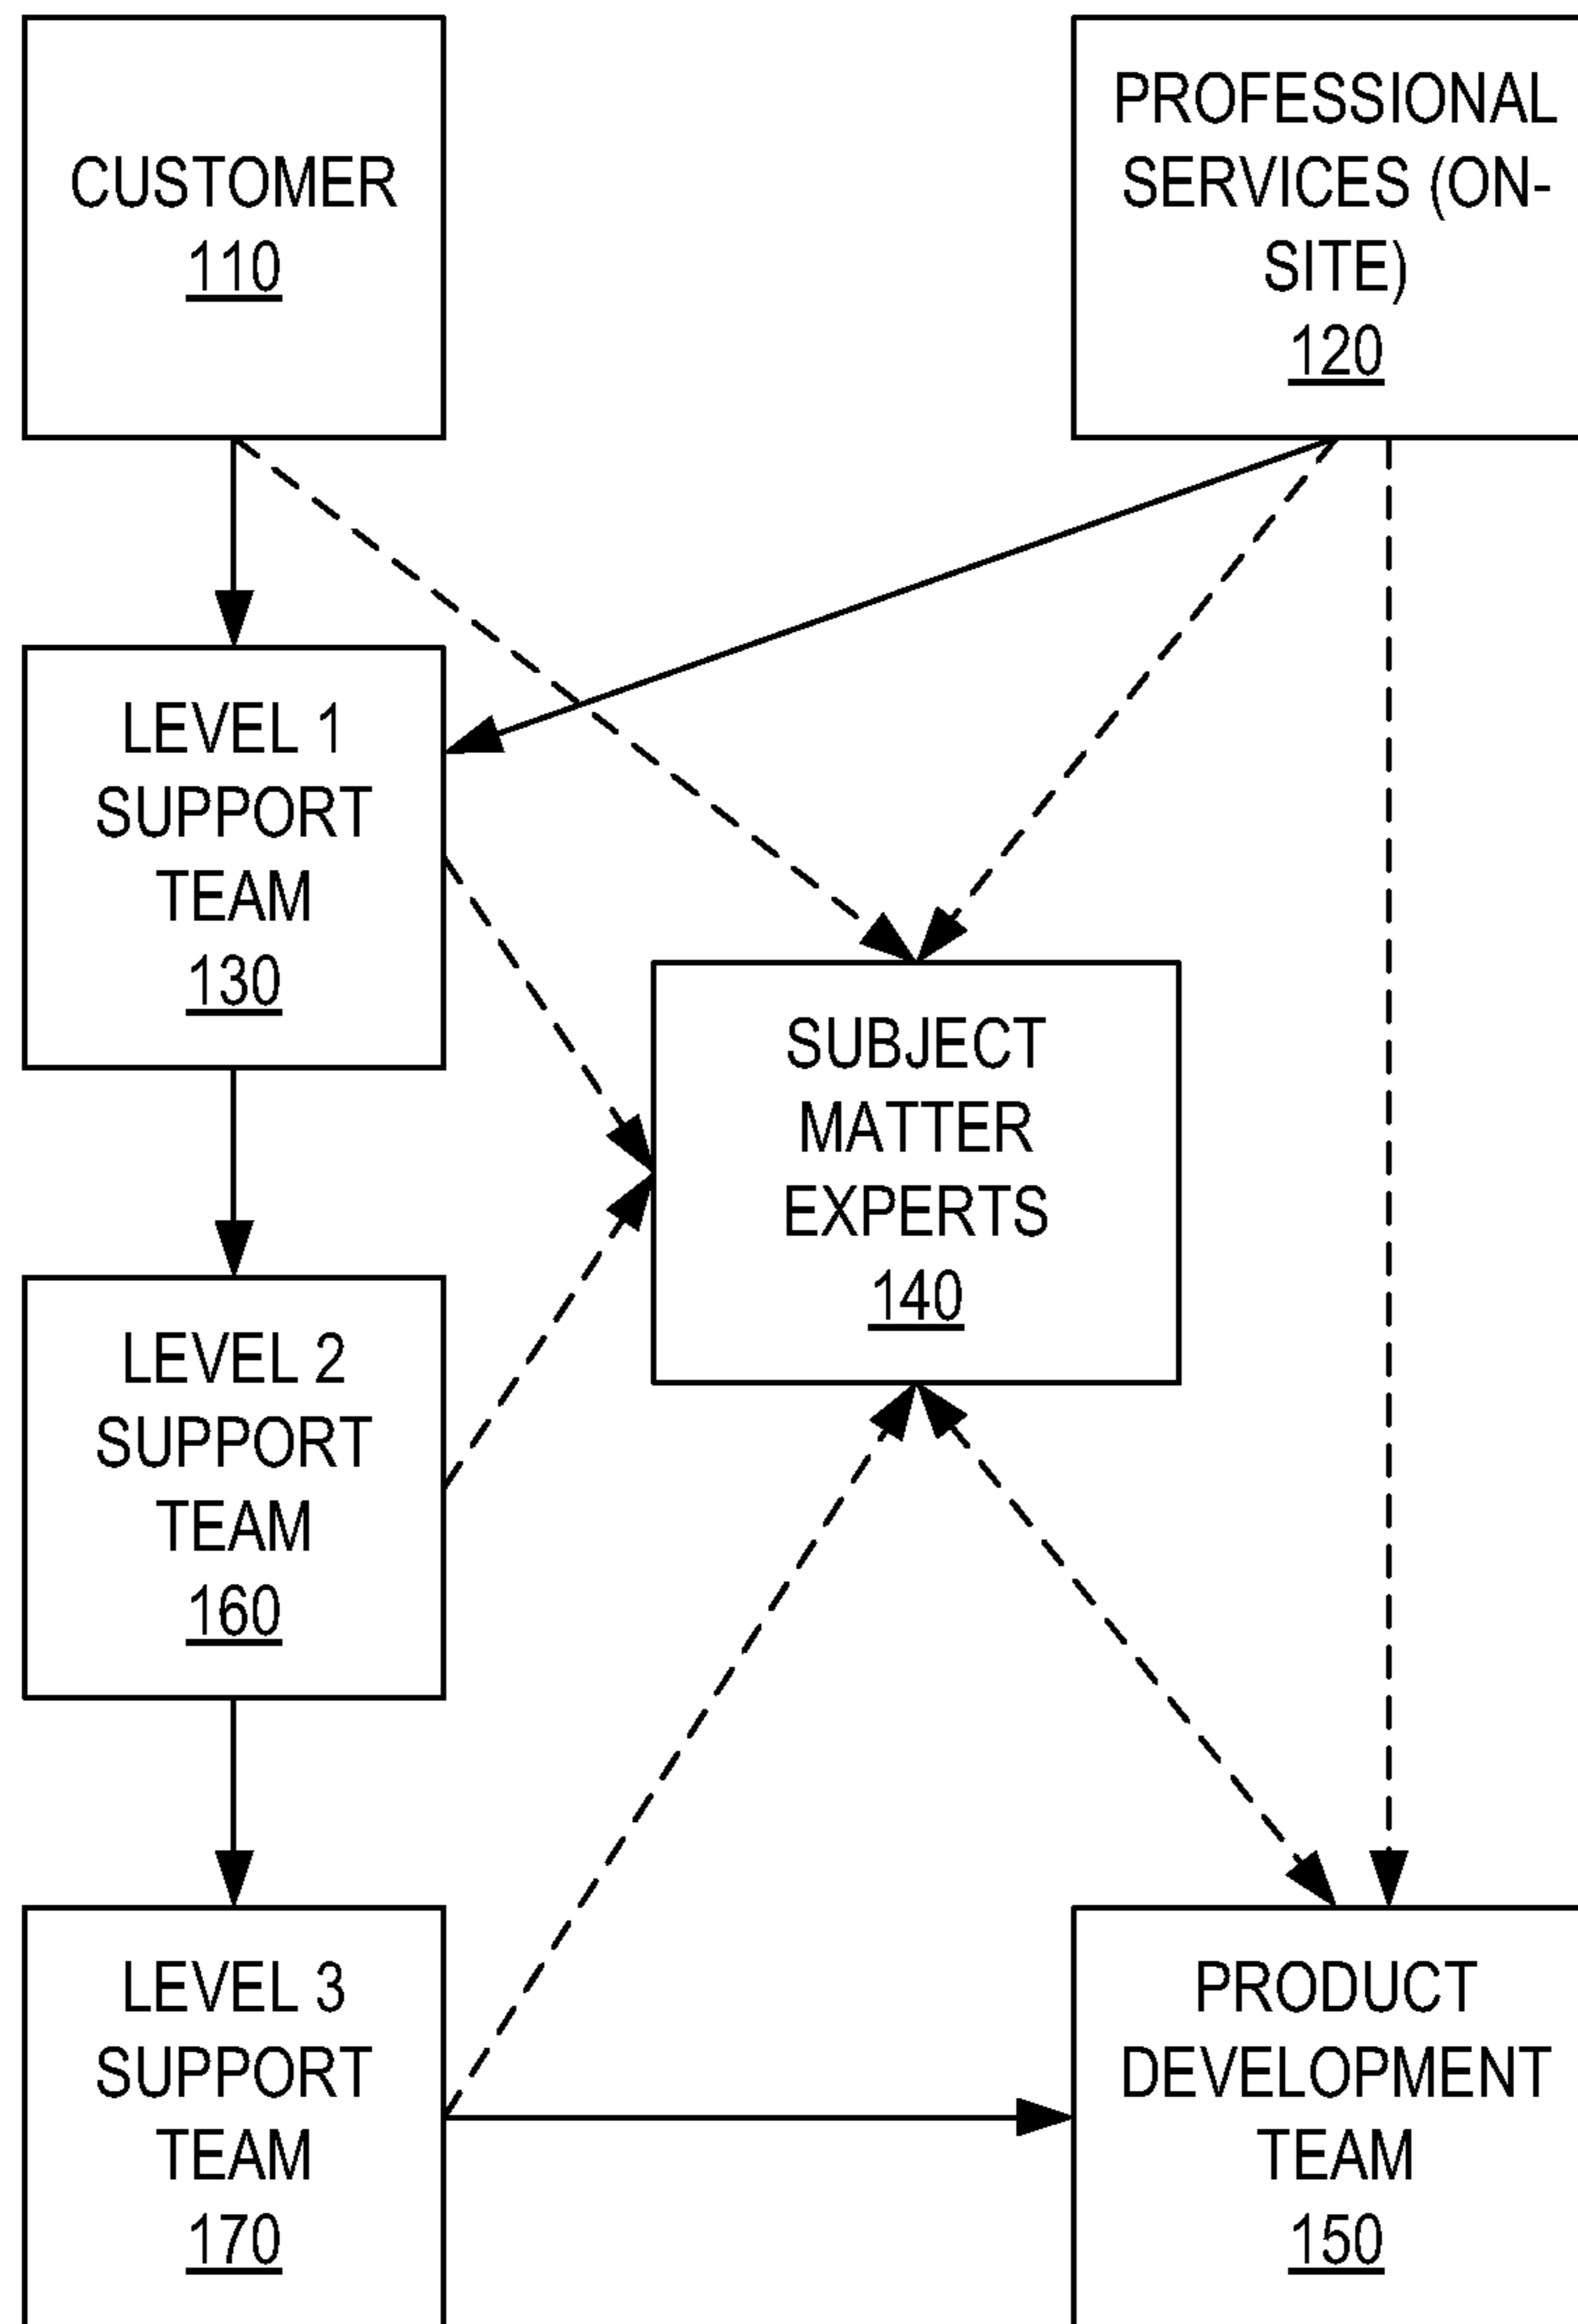 CUSTOMER
110
PROFESSIONAL
SERVICES (ON-
SITE)
120
LEVEL 1
SUPPORT
TEAM
130
SUBJECT
MATTER
EXPERTS
140
LEVEL 2
SUPPORT
TEAM
160
LEVEL 3
SUPPORT
TEAM
170
PRODUCT
DEVELOPMENT
TEAM
150